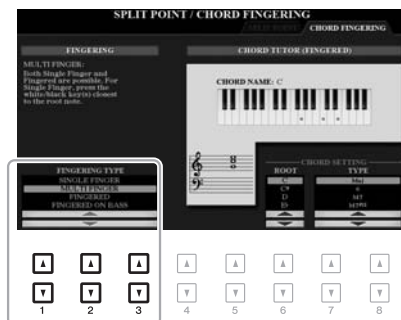 SPLIT POINT / CHORD FINGERING
SPLIT POINT
CHORD FINGERING
FINGERING
MULTI FINGER:
Both Single Finger and
Fingered are possible. For
Single Finger, press the
white/black key(s) closest
to the root note.
CHORD TUTOR (FINGERED)
CHORD NAME: C
FINGERING TYPE
SINGLE FINGER
MULTI FINGER
FINGERED
FINGERED ON BASS
CHORD SETTING
ROOT
C
C#
D
Eb
TYPE
Maj
6
M7
1 2 3 4 5 6 7 8